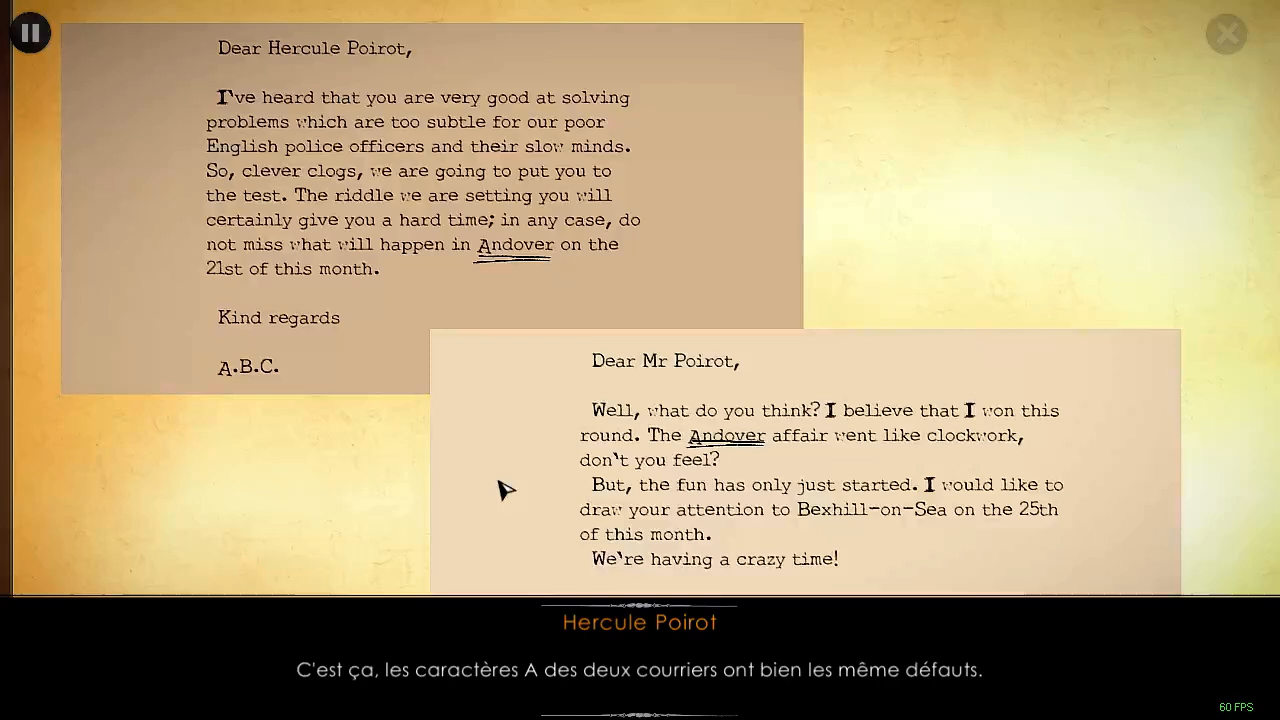 Dear Hercule Poirot,
I've heard that you are very good at solving
problems which are too subtle for our poor
English police officers and their slow minds.
So, clever clogs, we are going to put you to
the test. The riddle we are setting you will
certainly give you a hard time; in any case, do
not miss what will happen in Andover on the
21st of this month.
Kind regards
A.B.C.
Dear Mr Poirot,
Well, what do you think? I believe that I won this
round. The Andover affair went like clockwork,
don't you feel?
But, the fun has only just started. I would like to
draw your attention to Bexhill-on-Sea on the 25th
of this month.
We're having a crazy time!
Hercule Poirot
C'est ça, les caractères A des deux courriers ont bien les même défauts.
60 FPS